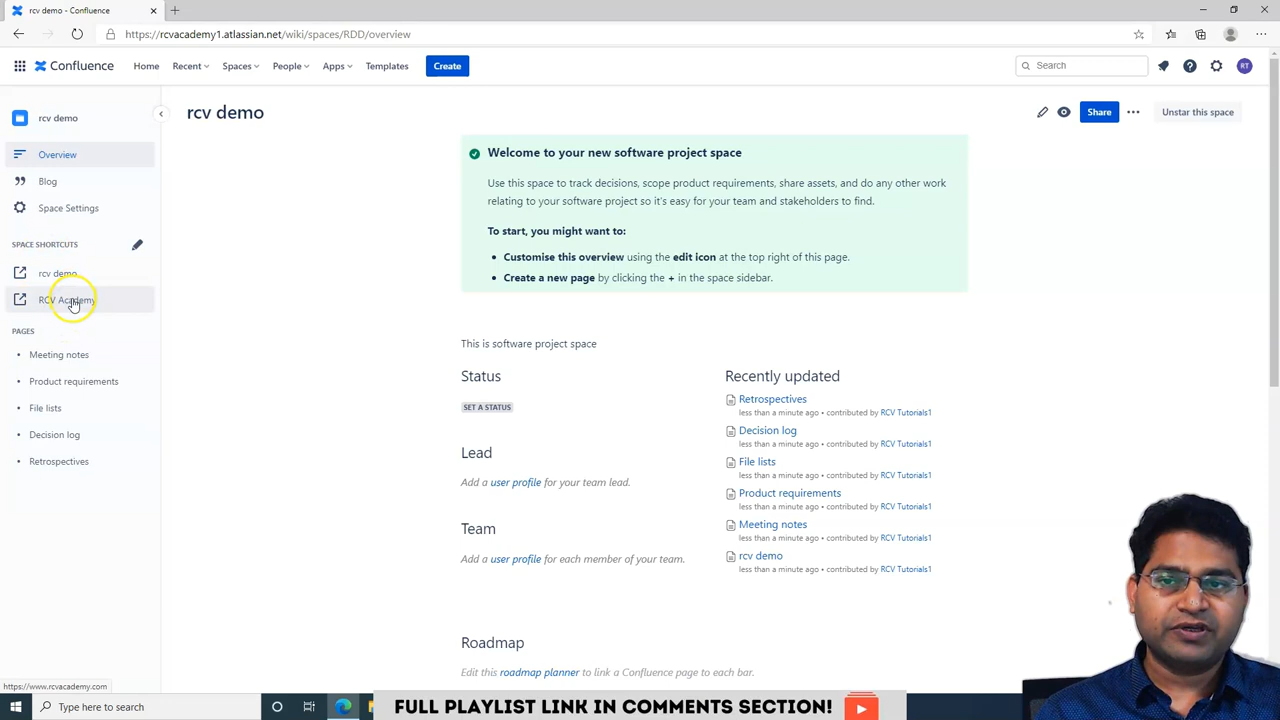 rcv demo - Confluence
https://rcvacademy1.atlassian.net/wiki/spaces/RDD/overview
Confluence Home Recent Spaces People Apps Templates Create Search RT
rcv demo
Overview
Blog
Space Settings
SPACE SHORTCUTS
rcv demo
RCV Academy
PAGES
Meeting notes
Product requirements
File lists
Decision log
Retrospectives
rcv demo
Share
Unstar this space
Welcome to your new software project space
Use this space to track decisions, scope product requirements, share assets, and do any other work
relating to your software project so it's easy for your team and stakeholders to find.
To start, you might want to:
• Customise this overview using the edit icon at the top right of this page.
• Create a new page by clicking the + in the space sidebar.
This is software project space
Status
SET A STATUS
Lead
Add a user profile for your team lead.
Team
Add a user profile for each member of your team.
Recently updated
Retrospectives
less than a minute ago • contributed by RCV Tutorials1
Decision log
less than a minute ago • contributed by RCV Tutorials1
File lists
less than a minute ago • contributed by RCV Tutorials1
Product requirements
less than a minute ago • contributed by RCV Tutorials1
Meeting notes
less than a minute ago • contributed by RCV Tutorials1
rcv demo
less than a minute ago • contributed by RCV Tutorials1
Roadmap
Edit this roadmap planner to link a Confluence page to each bar.
https://www.rcvacademy.com
Type here to search
FULL PLAYLIST LINK IN COMMENTS SECTION!